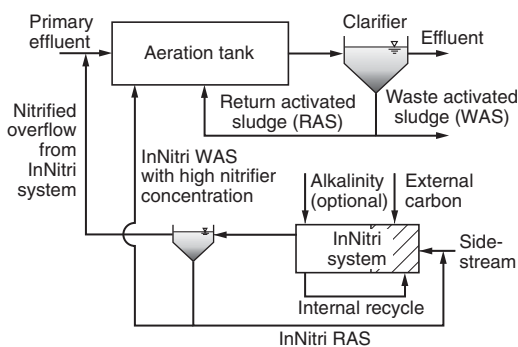 Primary
effluent
Aeration tank
Clarifier
Effluent
Nitrified
overflow
from
InNitri
system
Return activated
sludge (RAS)
Waste activated
sludge (WAS)
InNitri WAS
with high nitrifier
concentration
Alkalinity
(optional)
External
carbon
InNitri
system
Side-
stream
Internal recycle
InNitri RAS